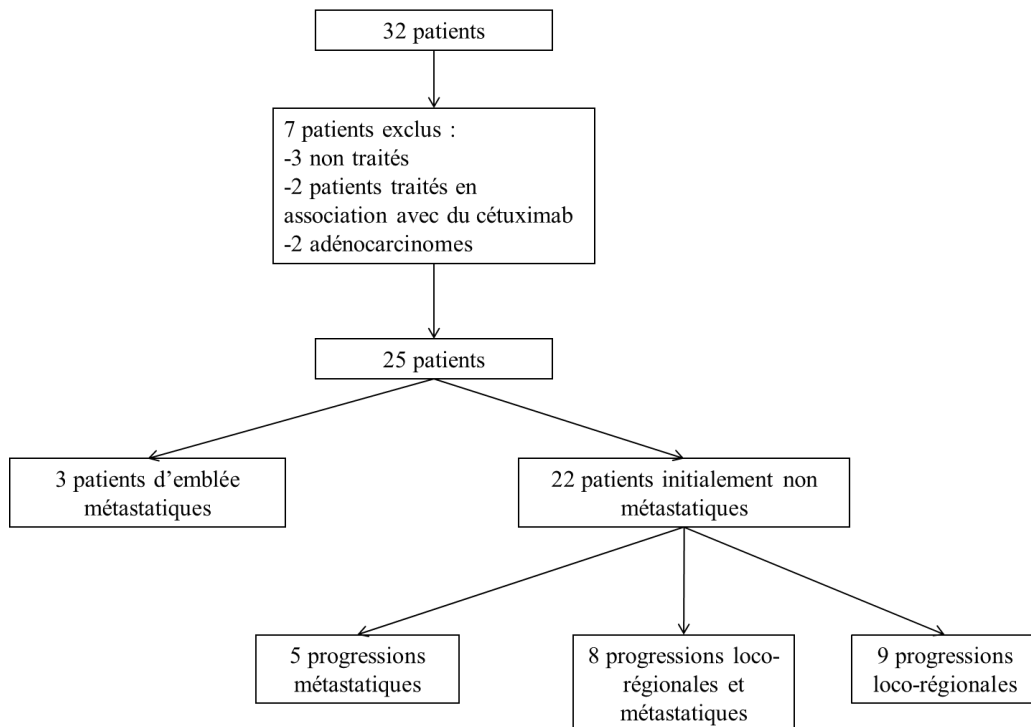 32 patients
7 patients exclus :
-3 non traités
-2 patients traités en
association avec du cétuximab
-2 adénocarcinomes
25 patients
3 patients d’emblée
métastatiques
22 patients initialement non
métastatiques
5 progressions
métastatiques
8 progressions loco-
régionales et
métastatiques
9 progressions
loco-régionales